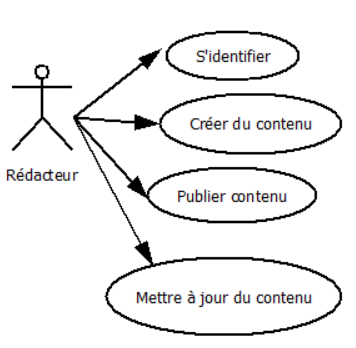 S'identifier
Créer du contenu
Rédacteur
Publier contenu
Mettre à jour du contenu